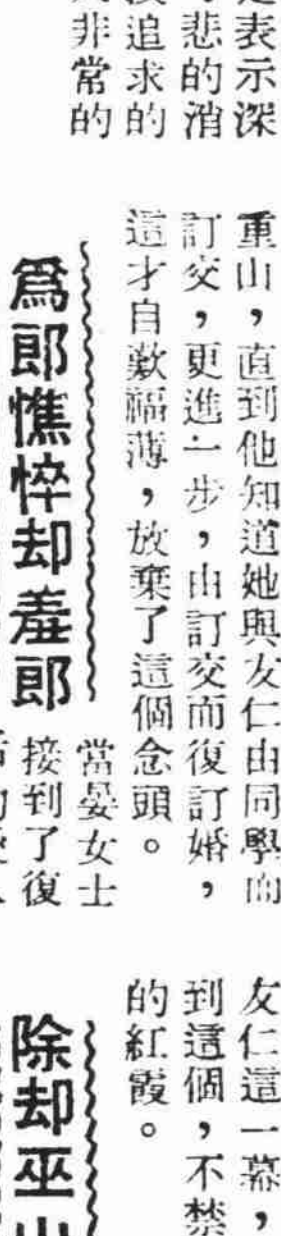 表示深
悲的消
追求的
非常的
重山，直到他知道她與友仁由同學而
訂交，更進一步，由訂交而復訂婚，
這才自歎福薄，放棄了這個念頭。
爲郎憔悴却羞郎
當晏女士
接到了復
友仁這一幕，
到這個，不禁
的紅霞。
除却巫山